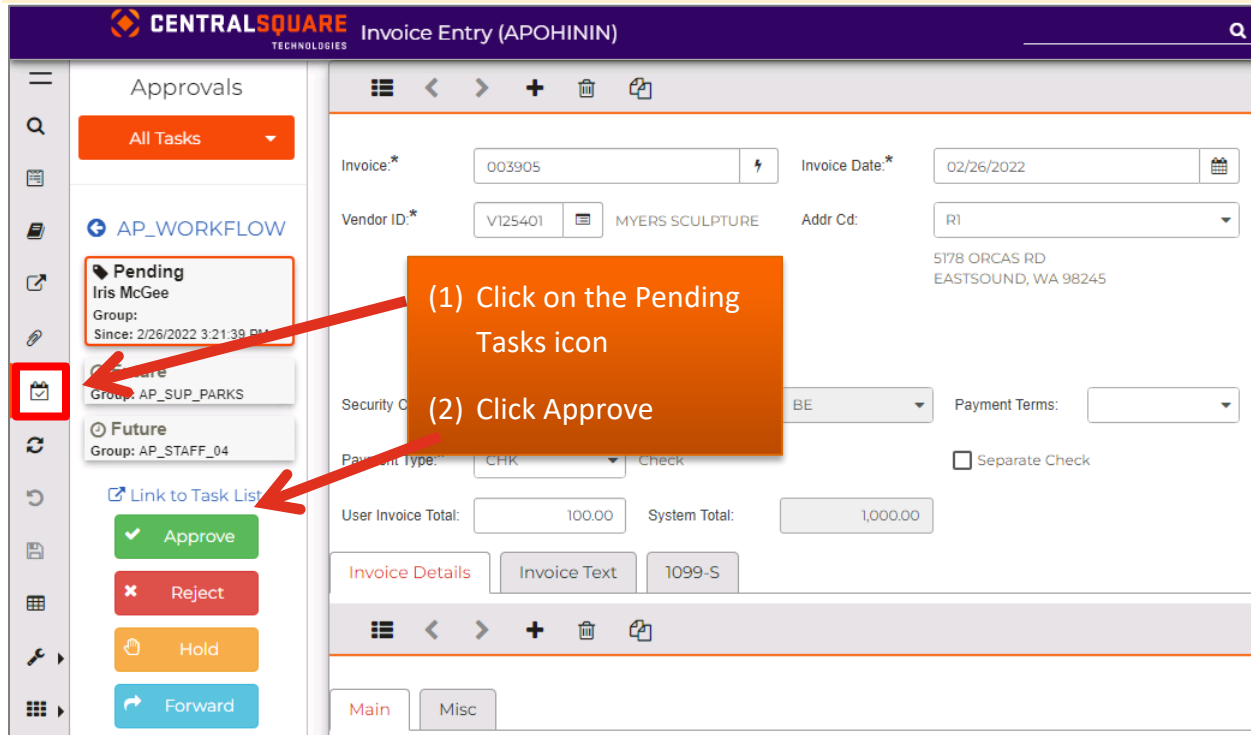 CENTRALSQUARE
TECHNOLOGIES
Invoice Entry (APOHININ)
Approvals
All Tasks
AP_WORKFLOW
Pending
Iris McGee
Group:
Since: 2/26/2022 3:21:39 PM
Future
Group: AP_SUP_PARKS
Future
Group: AP_STAFF_04
Link to Task List
Approve
Reject
Hold
Forward
Invoice:* 003905 Invoice Date:* 02/26/2022
Vendor ID:* V125401 MYERS SCULPTURE Addr Cd: R1
5178 ORCAS RD
EASTSOUND, WA 98245
(1) Click on the Pending
Tasks icon
(2) Click Approve
Security C BE Payment Terms:
Payment Type:* CHK Check Separate Check
User Invoice Total: 100.00 System Total: 1,000.00
Invoice Details Invoice Text 1099-S
Main Misc